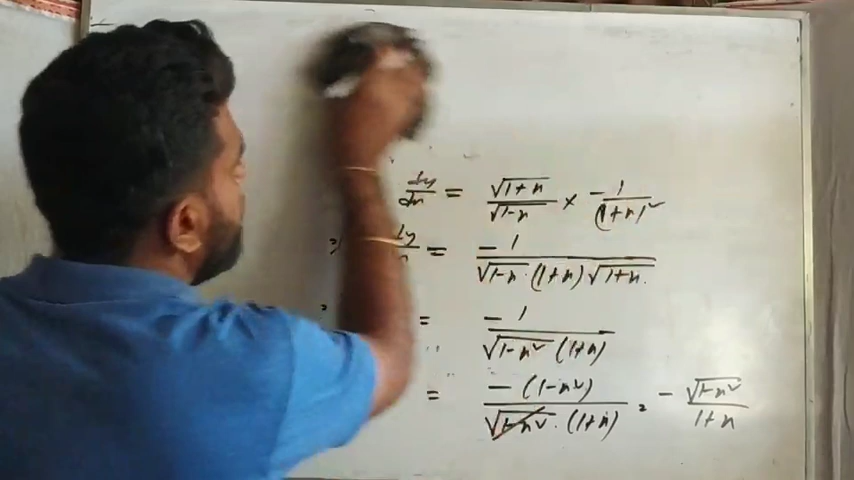 dy/dx = √(1+x)/√(1-x) × -1/(1+x)²
⇒ dy/dx = -1/(√(1-x)·(1+x)√(1+x).)
= -1/(√(1-x²) (1+x))
= -(1-x²)/(√(1-x²)·(1+x)) = -√(1-x²)/(1+x)